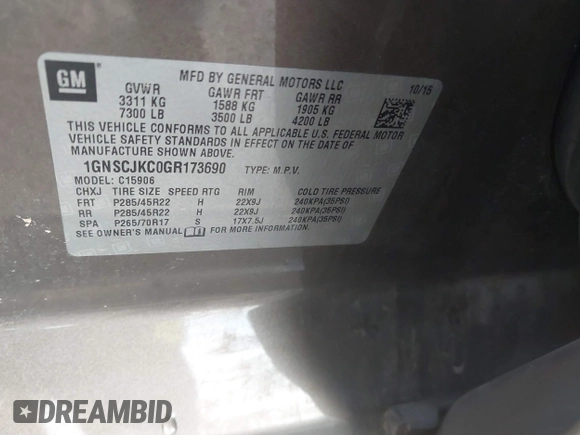 GM
MFD BY GENERAL MOTORS LLC
10/15
GVWR GAWR FRT GAWR RR
3311 KG 1588 KG 1905 KG
7300 LB 3500 LB 4200 LB
THIS VEHICLE CONFORMS TO ALL APPLICABLE U.S. FEDERAL MOTOR
VEHICLE SAFETY STANDARDS IN EFFECT ON THE DATE OF
MANUFACTURE SHOWN ABOVE.
1GNSCJKC0GR173690 TYPE: M.P.V.
MODEL: C15906
CHXJ TIRE SIZE SPEED RTG RIM COLD TIRE PRESSURE
FRT P285/45R22 H 22X9J 240KPA(35PSI)
RR P285/45R22 H 22X9J 240KPA(35PSI)
SPA P265/70R17 S 17X7.5J 240KPA(35PSI)
SEE OWNER'S MANUAL FOR MORE INFORMATION.
DREAMBID